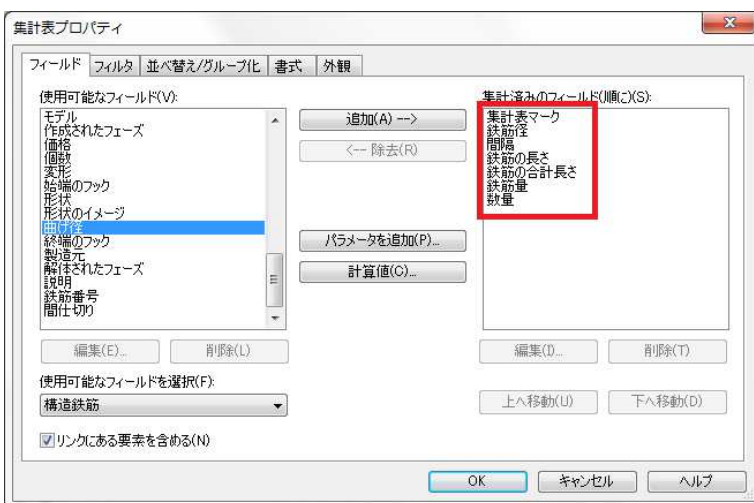 集計表プロパティ
フィールド フィルタ 並べ替え/グループ化 書式 外観
使用可能なフィールド(V):
モデル
作成されたフェーズ
価格
個数
変形
始端のフック
形状
形状のイメージ
曲げ径
終端のフック
製造元
解体されたフェーズ
説明
鉄筋番号
間仕切り
編集(E)... 削除(L)
使用可能なフィールドを選択(F):
構造鉄筋
リンクにある要素を含める(N)
追加(A) -->
<-- 除去(R)
パラメータを追加(P)...
計算値(C)...
集計済みのフィールド(順に)(S):
集計表マーク
鉄筋径
間隔
鉄筋の長さ
鉄筋の合計長さ
鉄筋量
数量
編集(I)... 削除(T)
上へ移動(U) 下へ移動(D)
OK キャンセル ヘルプ